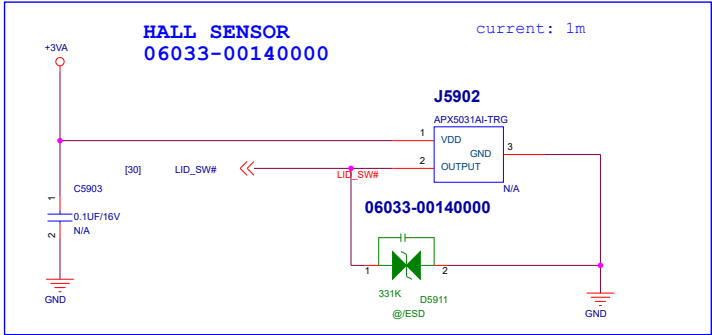 HALL SENSOR
06033-00140000
current: 1m
+3VA
J5902
APX5031AI-TRG
1
VDD
GND
3
2
OUTPUT
[30]
LID_SW#
LID_SW#
N/A
1
C5903
0.1UF/16V
2
N/A
06033-00140000
1
2
331K
D5911
@/ESD
GND
GND